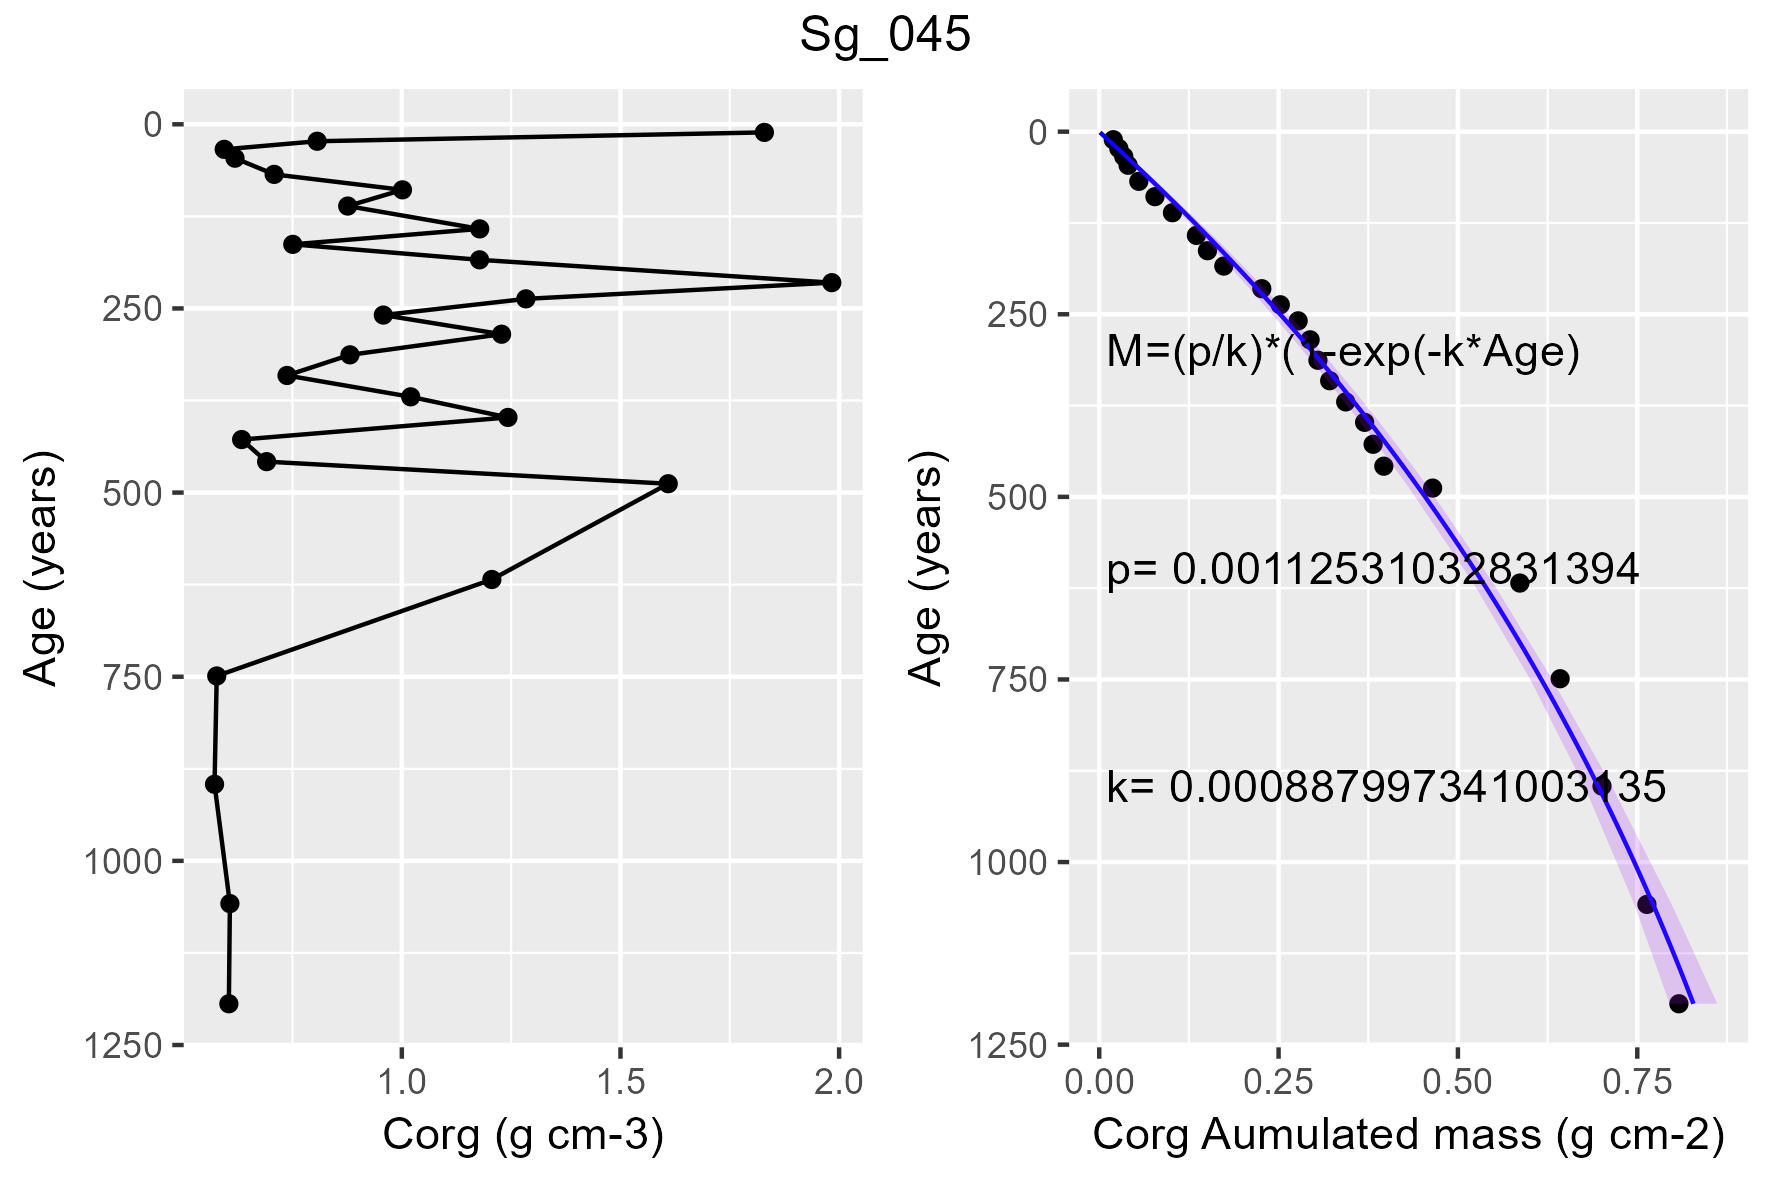 Sg_045
Age (years)
0
250
500
750
1000
1250
1.0
1.5
2.0
Corg (g cm-3)
Age (years)
0
250
500
750
1000
1250
M=(p/k)*( 1-exp(-k*Age)
p= 0.00112531032831394
k= 0.000887997341003135
0.00
0.25
0.50
0.75
Corg Aumulated mass (g cm-2)